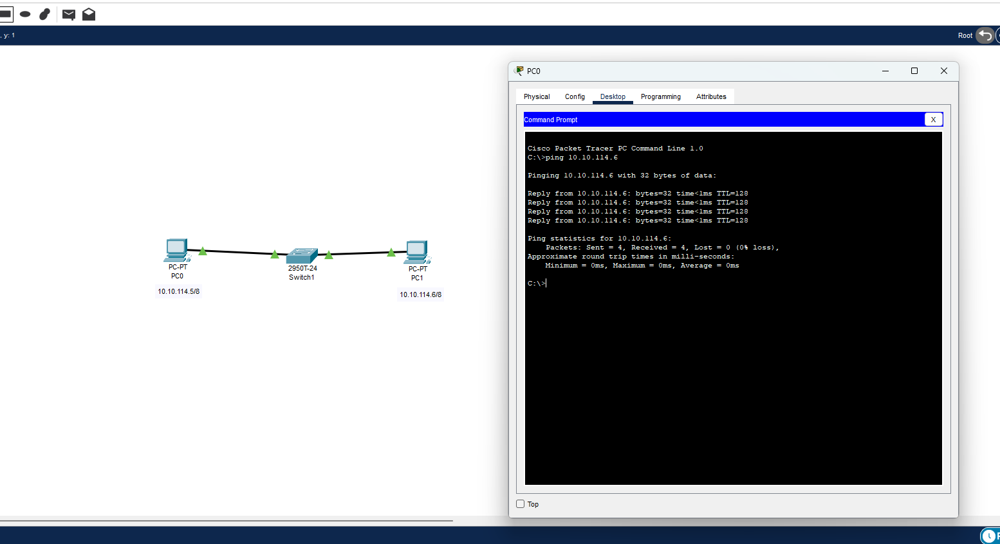 , y: 1
Root
PC0
Physical Config Desktop Programming Attributes
Command Prompt
X
Cisco Packet Tracer PC Command Line 1.0
C:\>ping 10.10.114.6
Pinging 10.10.114.6 with 32 bytes of data:
Reply from 10.10.114.6: bytes=32 time<1ms TTL=128
Reply from 10.10.114.6: bytes=32 time<1ms TTL=128
Reply from 10.10.114.6: bytes=32 time<1ms TTL=128
Reply from 10.10.114.6: bytes=32 time<1ms TTL=128
Ping statistics for 10.10.114.6:
Packets: Sent = 4, Received = 4, Lost = 0 (0% loss),
Approximate round trip times in milli-seconds:
Minimum = 0ms, Maximum = 0ms, Average = 0ms
C:\>
Top
PC-PT
PC0
10.10.114.5/8
2950T-24
Switch1
PC-PT
PC1
10.10.114.6/8